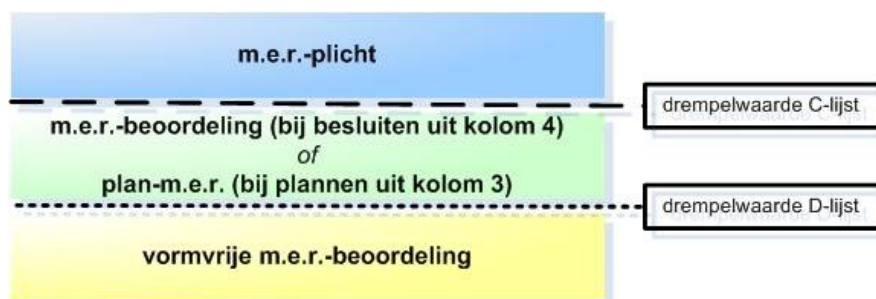 m.e.r.-plicht
drempelwaarde C-lijst
m.e.r.-beoordeling (bij besluiten uit kolom 4)
of
plan-m.e.r. (bij plannen uit kolom 3)
drempelwaarde D-lijst
vormvrije m.e.r.-beoordeling